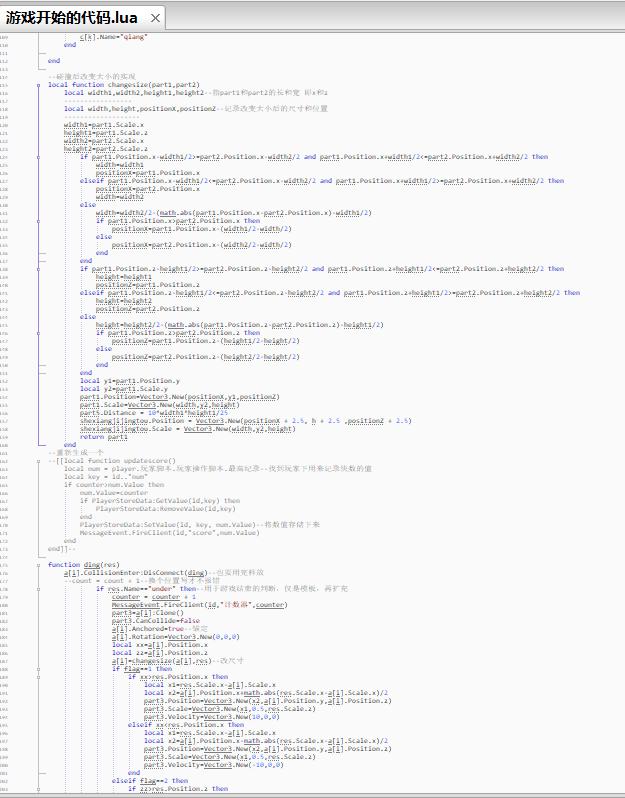 游戏开始的代码.lua
c[k].Name="qiang"
end
end
--碰撞后改变大小的实现
local function changesize(part1,part2)
local width1,width2,height1,height2--指part1和part2的长和宽 即x和z
------------------
local width,height,positionX,positionZ--记录改变大小后的尺寸和位置
------------------
width1=part1.Scale.x
height1=part1.Scale.z
width2=part2.Scale.x
height2=part2.Scale.z
if part1.Position.x-width1/2>=part2.Position.x-width2/2 and part1.Position.x+width1/2<=part2.Position.x+width2/2 then
width=width1
positionX=part1.Position.x
elseif part1.Position.x-width1/2<=part2.Position.x-width2/2 and part1.Position.x+width1/2>=part2.Position.x+width2/2 then
positionX=part2.Position.x
width=width2
else
width=width2/2-(math.abs(part1.Position.x-part2.Position.x)-width1/2)
if part1.Position.x>part2.Position.x then
positionX=part1.Position.x-(width1/2-width/2)
else
positionX=part2.Position.x-(width2/2-width/2)
end
end
if part1.Position.z-height1/2>=part2.Position.z-height2/2 and part1.Position.z+height1/2<=part2.Position.z+height2/2 then
height=height1
positionZ=part1.Position.z
elseif part1.Position.z-height1/2<=part2.Position.z-height2/2 and part1.Position.z+height1/2>=part2.Position.z+height2/2 then
height=height2
positionZ=part2.Position.z
else
height=height2/2-(math.abs(part1.Position.z-part2.Position.z)-height1/2)
if part1.Position.z>part2.Position.z then
positionZ=part1.Position.z-(height1/2-height/2)
else
positionZ=part2.Position.z-(height2/2-height/2)
end
end
local y1=part1.Position.y
local y2=part1.Scale.y
part1.Position=Vector3.New(positionX,y1,positionZ)
part1.Scale=Vector3.New(width,y2,height)
part5.Distance = 10*width1*height1/25
shexiangjijingtou.Position = Vector3.New(positionX + 2.5, h + 2.5 ,positionZ + 2.5)
shexiangjijingtou.Scale = Vector3.New(width,y2,height)
return part1
end
--重新生成一个
--[[local function updatescore()
local num = player.玩家脚本.玩家操作脚本.最高纪录--找到玩家下用来记录块数的值
local key = id.."num"
if counter>num.Value then
num.Value=counter
if PlayerStoreData:GetValue(id,key) then
PlayerStoreData:RemoveValue(id,key)
end
PlayerStoreData:SetValue(id, key, num.Value)--将数值存储下来
MessageEvent.FireClient(id,"score",num.Value)
end
end]]--
function ding(res)
a[i].CollisionEnter:DisConnect(ding)--也实用完释放
--count = count + 1--换个位置写才不报错
if res.Name=="under" then--用于游戏结束的判断，仅是模板，再扩充
counter = counter + 1
MessageEvent.FireClient(id,"计数器",counter)
part3=a[i]:Clone()
part3.CanCollide=false
a[i].Anchored=true--锚定
a[i].Rotation=Vector3.New(0,0,0)
local xx=a[i].Position.x
local zz=a[i].Position.z
a[i]=changesize(a[i],res)--改尺寸
if flag==1 then
if xx>res.Position.x then
local x1=res.Scale.x-a[i].Scale.x
local x2=a[i].Position.x+math.abs(res.Scale.x-a[i].Scale.x)/2
part3.Position=Vector3.New(x2,a[i].Position.y,a[i].Position.z)
part3.Scale=Vector3.New(x1,0.5,res.Scale.z)
part3.Velocity=Vector3.New(10,0,0)
elseif xx<res.Position.x then
local x1=res.Scale.x-a[i].Scale.x
local x2=a[i].Position.x-math.abs(res.Scale.x-a[i].Scale.x)/2
part3.Position=Vector3.New(x2,a[i].Position.y,a[i].Position.z)
part3.Scale=Vector3.New(x1,0.5,res.Scale.z)
part3.Velocity=Vector3.New(-10,0,0)
end
elseif flag==2 then
if zz>res.Position.z then